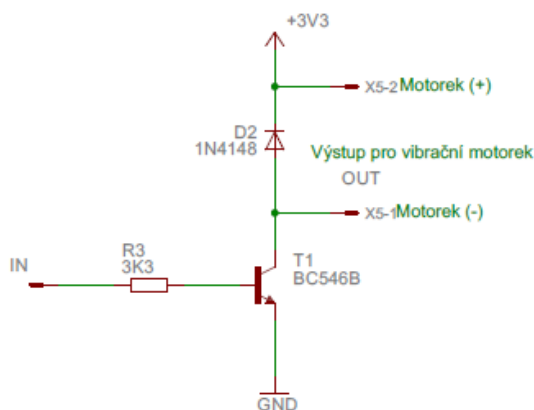 +3V3
X5-2 Motorek (+)
D2
1N4148
Výstup pro vibrační motorek
OUT
X5-1 Motorek (-)
R3
3K3
IN
T1
BC546B
GND